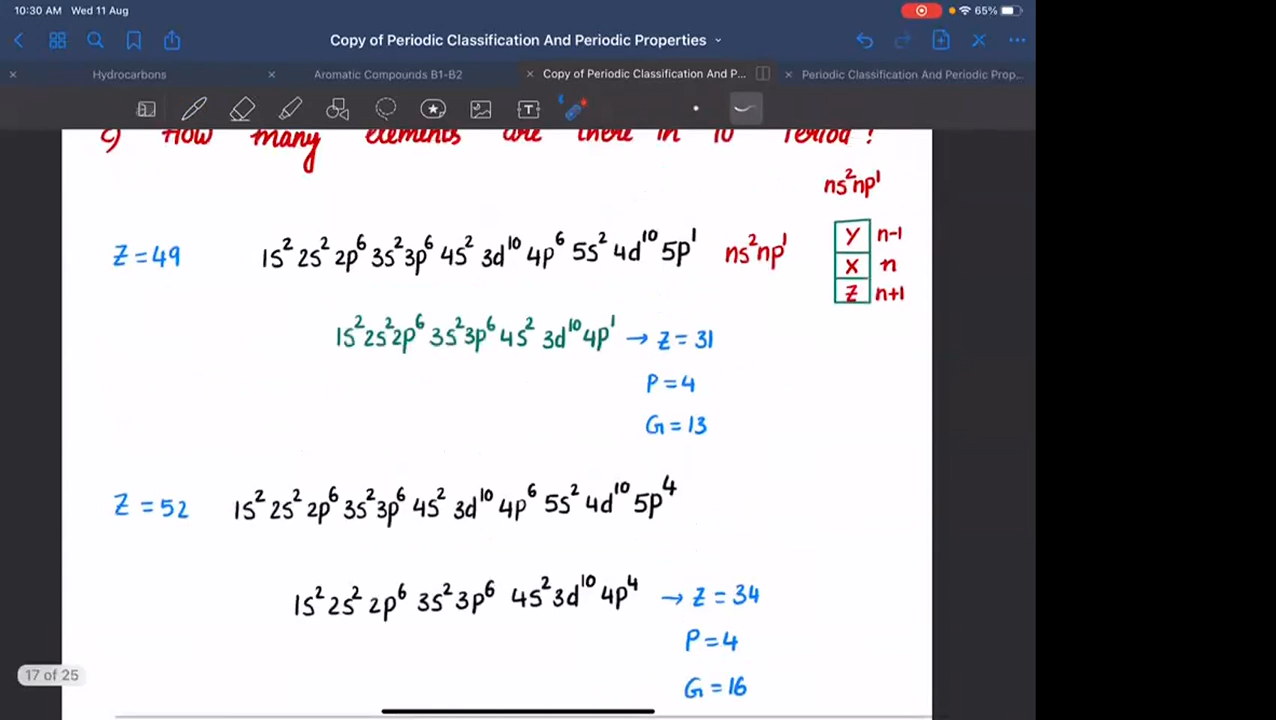 10:30 AM Wed 11 Aug
65%
Copy of Periodic Classification And Periodic Properties
Hydrocarbons
Aromatic Compounds B1-B2
Copy of Periodic Classification And P...
Periodic Classification And Periodic Prop...
c) How many elements are there in 10 Period?
ns²np¹
Y n-1
X n
Z n+1
Z = 49 1s² 2s² 2p⁶ 3s² 3p⁶ 4s² 3d¹⁰ 4p⁶ 5s² 4d¹⁰ 5p¹ ns²np¹
1s² 2s² 2p⁶ 3s² 3p⁶ 4s² 3d¹⁰ 4p¹ → Z = 31
P = 4
G = 13
Z = 52 1s² 2s² 2p⁶ 3s² 3p⁶ 4s² 3d¹⁰ 4p⁶ 5s² 4d¹⁰ 5p⁴
1s² 2s² 2p⁶ 3s² 3p⁶ 4s² 3d¹⁰ 4p⁴ → Z = 34
P = 4
G = 16
17 of 25